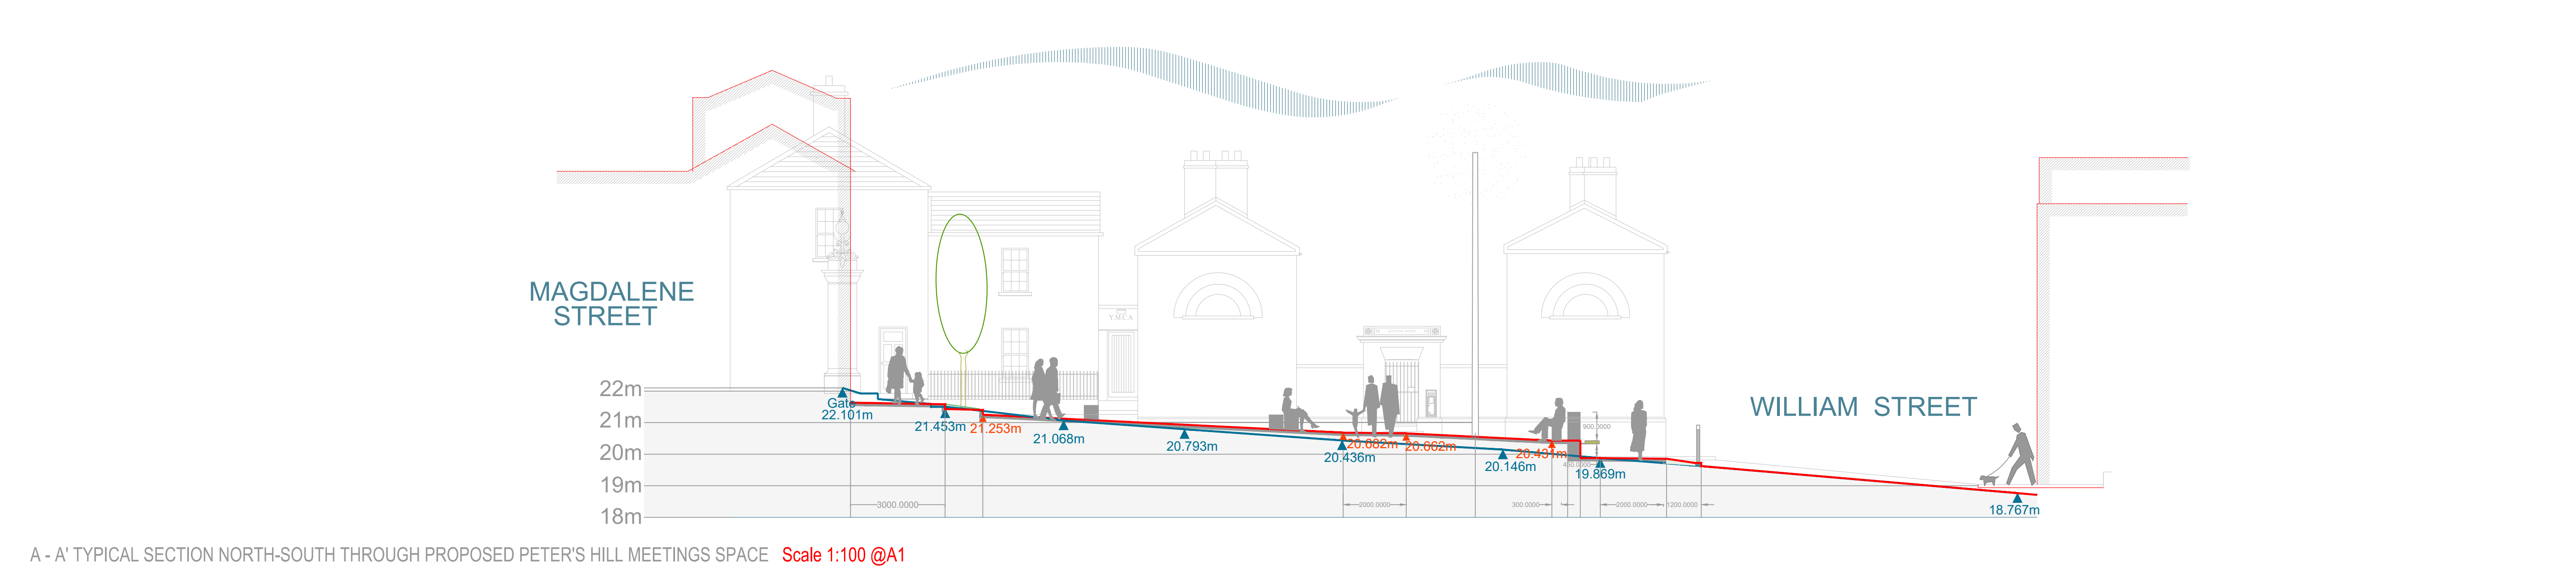 MAGDALENE
STREET
WILLIAM STREET
Y.M.C.A
22m
21m
20m
19m
18m
Gate
22.101m
21.453m
21.253m
21.068m
20.793m
20.682m
20.436m
20.662m
20.146m
20.431m
19.869m
18.767m
900.0000
450.0000
3000.0000
2000.0000
300.0000
2000.0000
1200.0000
A - A' TYPICAL SECTION NORTH-SOUTH THROUGH PROPOSED PETER'S HILL MEETINGS SPACE Scale 1:100 @A1